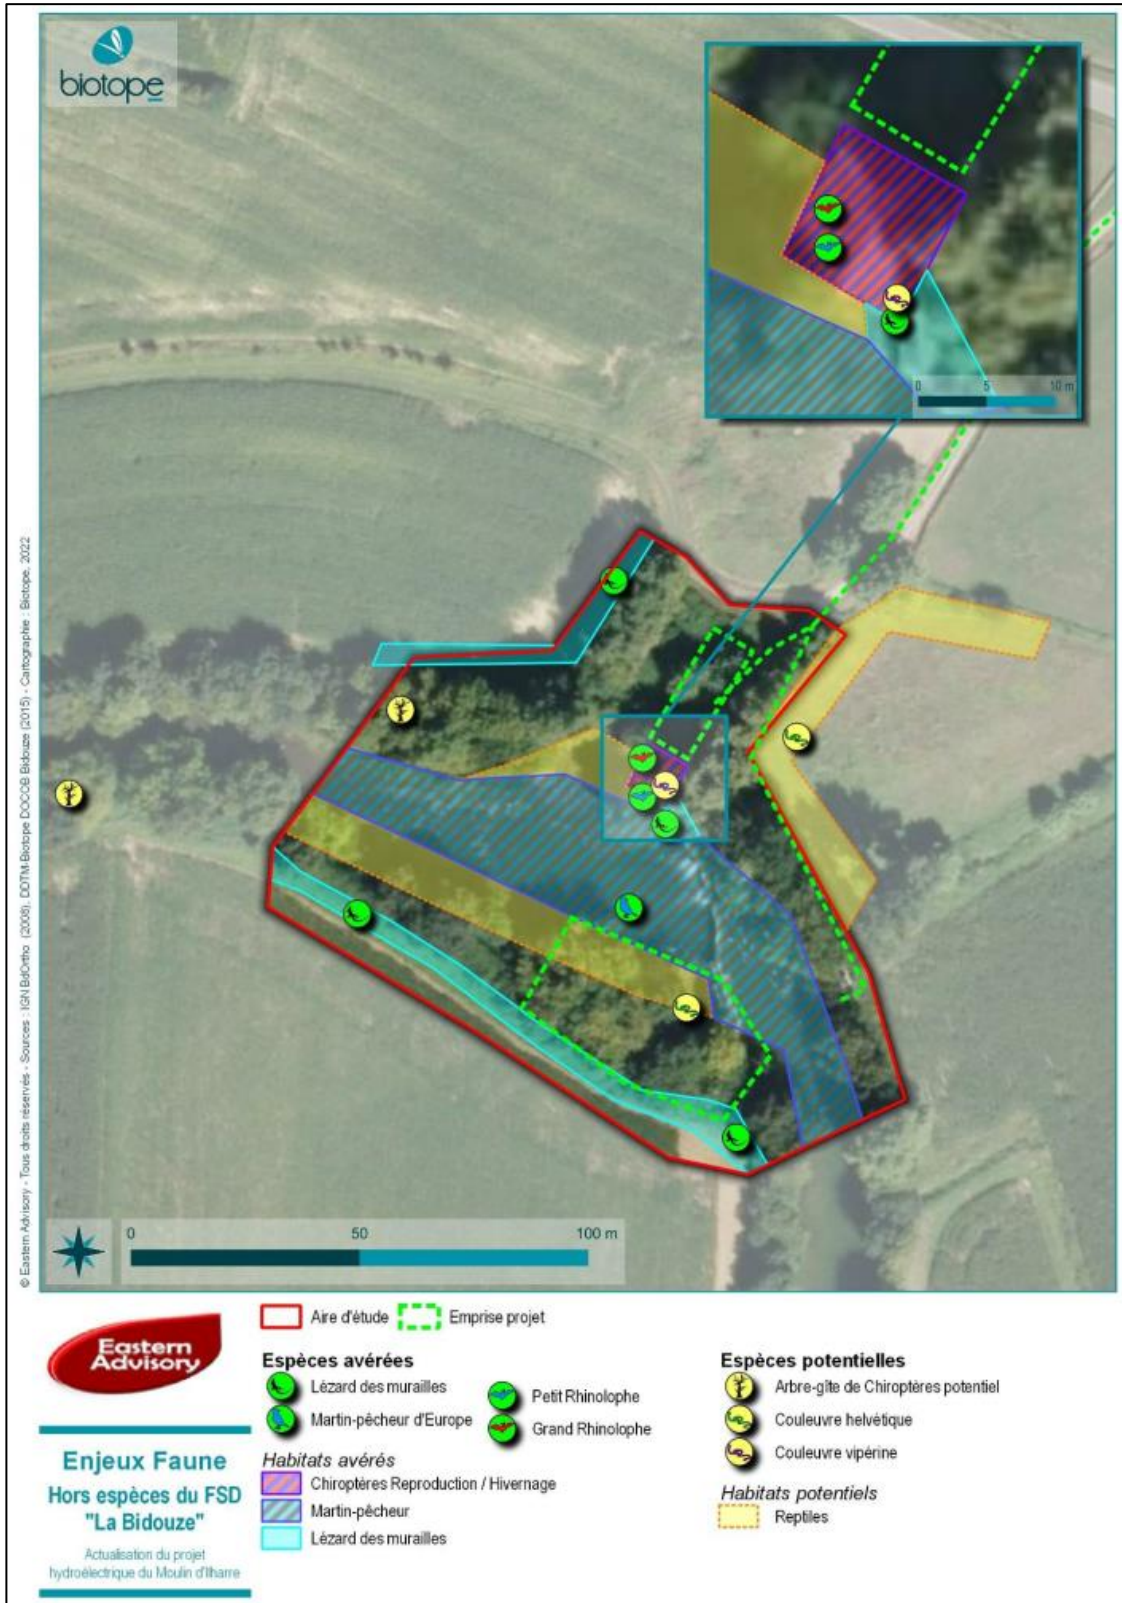 biotope
0 5 10 m
© Eastern Advisory - Tous droits réservés - Sources : IGN BdOrtho (2008), DDTM-Biotope DOCOB Bidouze (2015) - Cartographie : Biotope, 2022
0 50 100 m
Eastern
Advisory
Enjeux Faune
Hors espèces du FSD
"La Bidouze"
Actualisation du projet
hydroélectrique du Moulin d'Ilharre
Aire d'étude
Emprise projet
Espèces avérées
Lézard des murailles
Martin-pêcheur d'Europe
Petit Rhinolophe
Grand Rhinolophe
Habitats avérés
Chiroptères Reproduction / Hivernage
Martin-pêcheur
Lézard des murailles
Espèces potentielles
Arbre-gîte de Chiroptères potentiel
Couleuvre helvétique
Couleuvre vipérine
Habitats potentiels
Reptiles